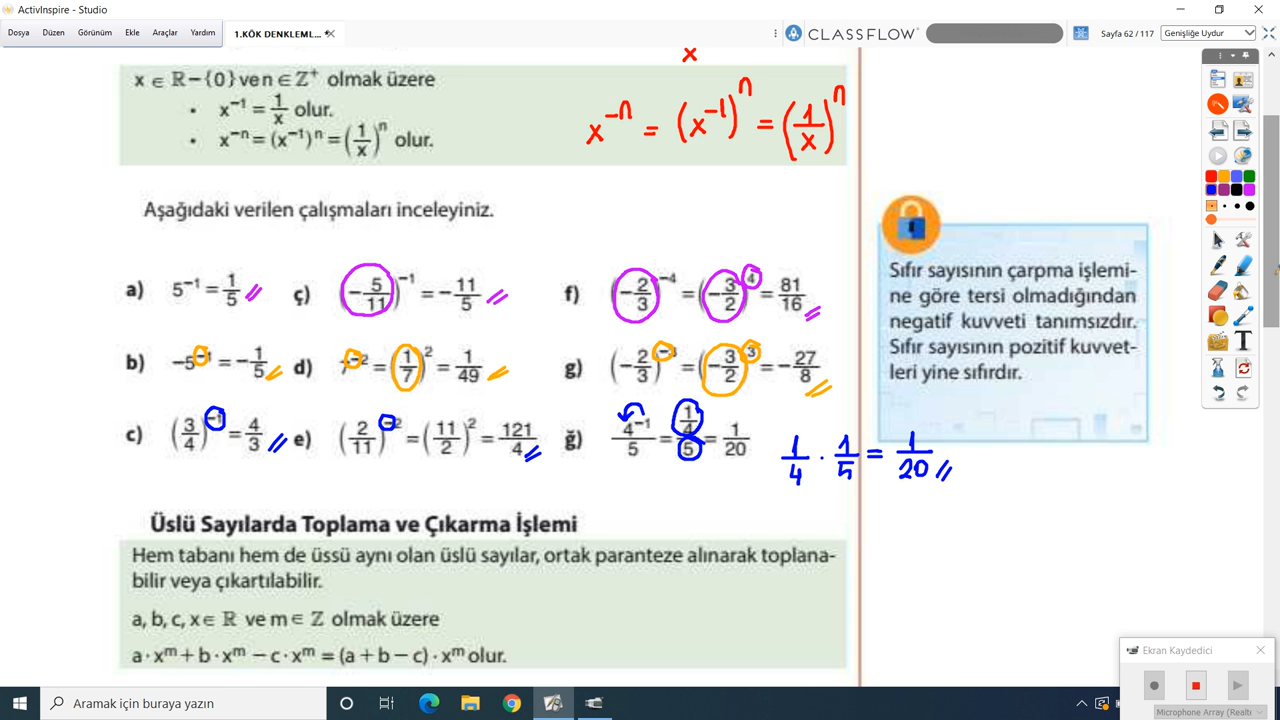 ActivInspire - Studio
Dosya Düzen Görünüm Ekle Araçlar Yardım
1.KÖK DENKLEML...
CLASSFLOW
Sayfa 62 / 117
Genişliğe Uydur
x
x ∈ ℝ – {0} ve n ∈ Z⁺ olmak üzere
• x⁻¹ = 1/x olur.
• x⁻ⁿ = (x⁻¹)ⁿ = (1/x)ⁿ olur.
x⁻ⁿ = (x⁻¹)ⁿ = (1/x)ⁿ
Aşağıdaki verilen çalışmaları inceleyiniz.
a) 5⁻¹ = 1/5 ç) (-5/11)⁻¹ = -11/5 f) (-2/3)⁻⁴ = (-3/2)⁴ = 81/16
b) -5⁻¹ = -1/5 d) 7⁻² = (1/7)² = 1/49 g) (-2/3)⁻³ = (-3/2)³ = -27/8
c) (3/4)⁻¹ = 4/3 e) (2/11)⁻² = (11/2)² = 121/4 ğ) 4⁻¹/5 = (1/4)/5 = 1/20
1/4 . 1/5 = 1/20
Sıfır sayısının çarpma işlemi-
ne göre tersi olmadığından
negatif kuvveti tanımsızdır.
Sıfır sayısının pozitif kuvvet-
leri yine sıfırdır.
Üslü Sayılarda Toplama ve Çıkarma İşlemi
Hem tabanı hem de üssü aynı olan üslü sayılar, ortak paranteze alınarak toplana-
bilir veya çıkartılabilir.
a, b, c, x ∈ ℝ ve m ∈ ℤ olmak üzere
a·xᵐ + b·xᵐ – c·xᵐ = (a + b – c)·xᵐ olur.
Ekran Kaydedici
Microphone Array (Realt
Aramak için buraya yazın